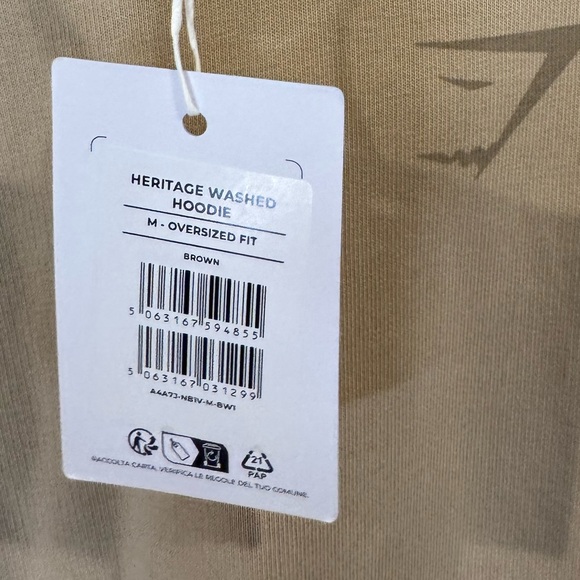 HERITAGE WASHED
HOODIE
M - OVERSIZED FIT
BROWN
5 063167 594855
5 063167 031299
A4A7J-NB1V-M-BW1
21
PAP
RACCOLTA CARTA. VERIFICA LE REGOLE DEL TUO COMUNE.